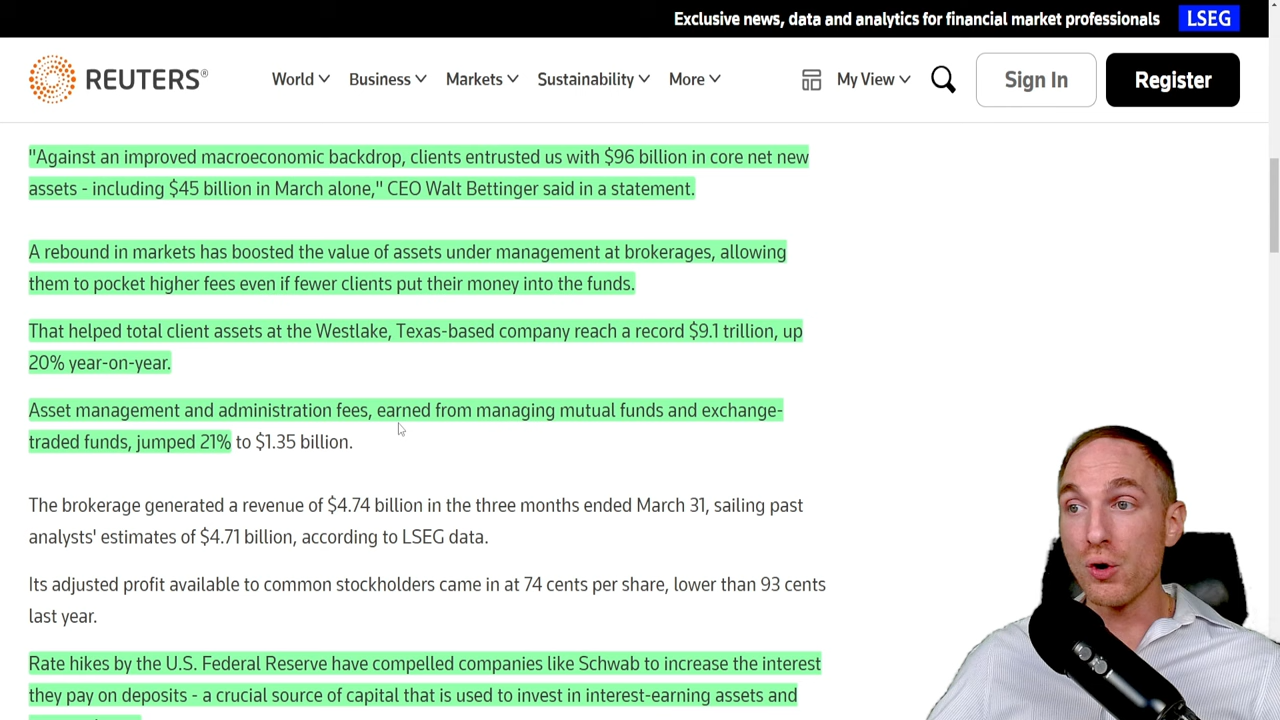 Exclusive news, data and analytics for financial market professionals LSEG
REUTERS®
World Business Markets Sustainability More My View Sign In Register
"Against an improved macroeconomic backdrop, clients entrusted us with $96 billion in core net new
assets - including $45 billion in March alone," CEO Walt Bettinger said in a statement.
A rebound in markets has boosted the value of assets under management at brokerages, allowing
them to pocket higher fees even if fewer clients put their money into the funds.
That helped total client assets at the Westlake, Texas-based company reach a record $9.1 trillion, up
20% year-on-year.
Asset management and administration fees, earned from managing mutual funds and exchange-
traded funds, jumped 21% to $1.35 billion.
The brokerage generated a revenue of $4.74 billion in the three months ended March 31, sailing past
analysts' estimates of $4.71 billion, according to LSEG data.
Its adjusted profit available to common stockholders came in at 74 cents per share, lower than 93 cents
last year.
Rate hikes by the U.S. Federal Reserve have compelled companies like Schwab to increase the interest
they pay on deposits - a crucial source of capital that is used to invest in interest-earning assets and